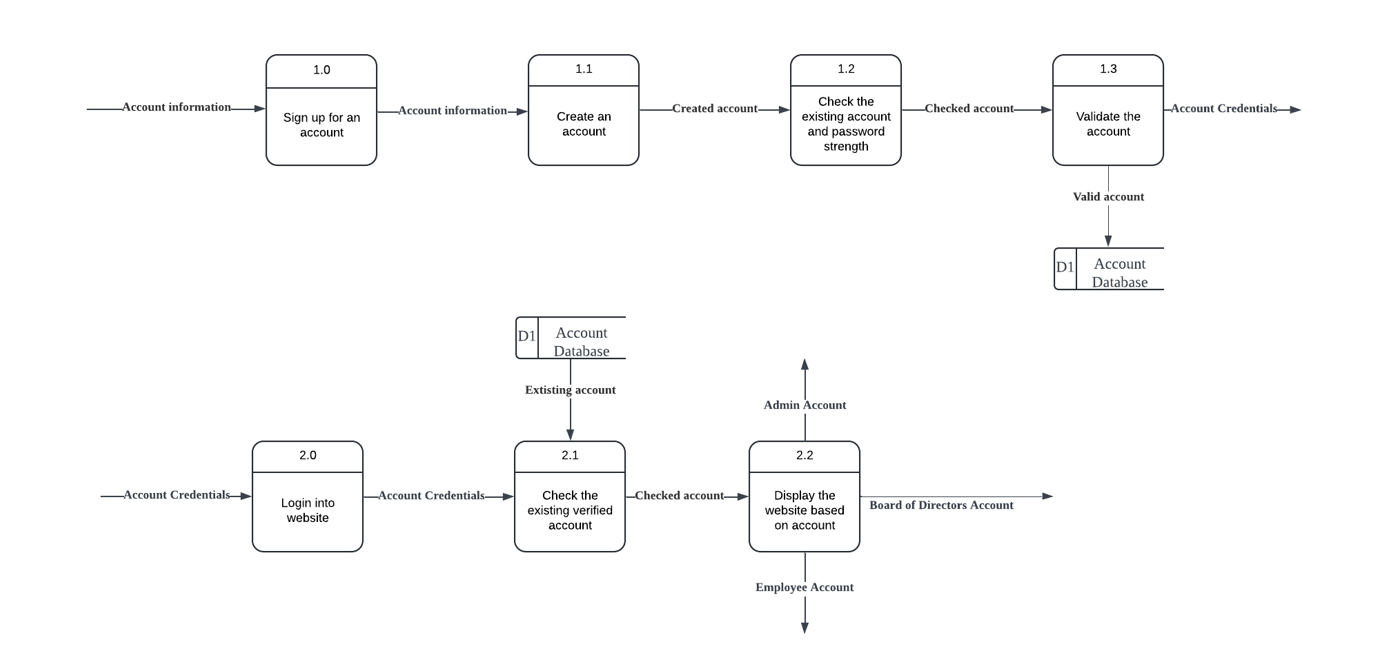 1.0
1.1
1.2
1.3
Account information
Sign up for an
account
Account information
Create an
account
Created account
Check the
existing account
and password
strength
Checked account
Validate the
account
Account Credentials
Valid account
D1
Account
Database
D1
Account
Database
Extisting account
Admin Account
2.0
2.1
2.2
Account Credentials
Login into
website
Account Credentials
Check the
existing verified
account
Checked account
Display the
website based
on account
Board of Directors Account
Employee Account